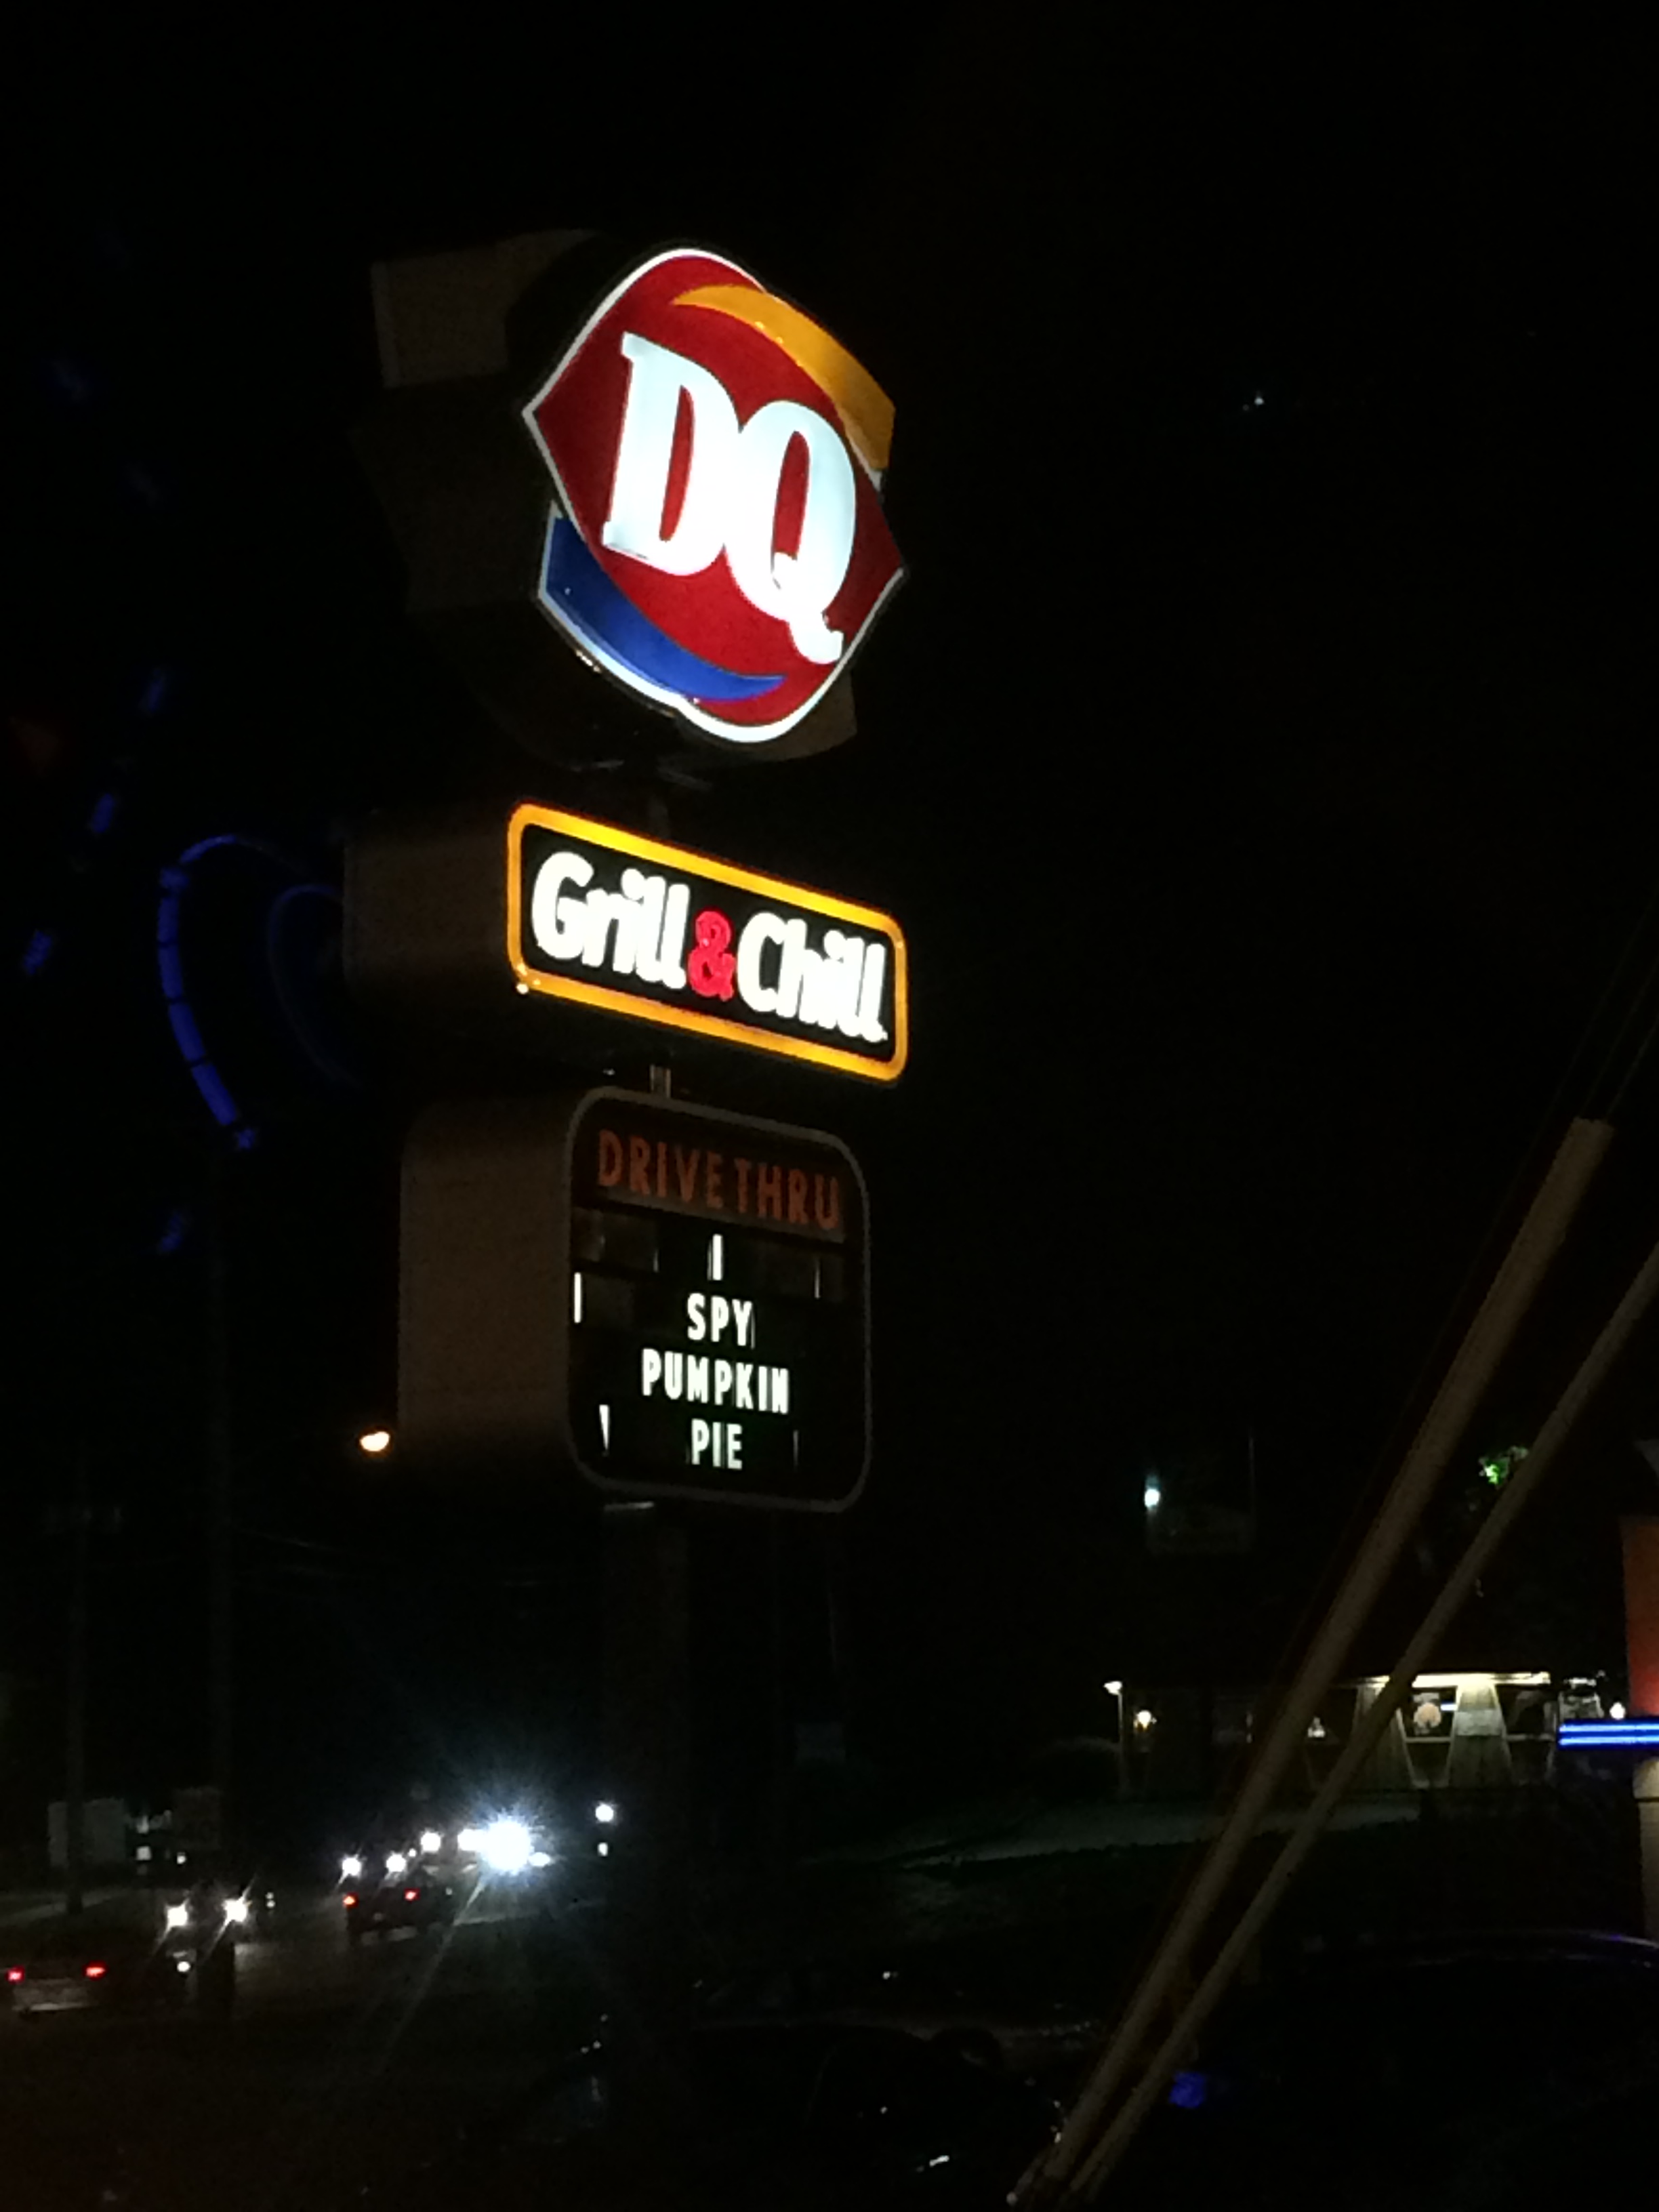 DQ
Grill & Chill
DRIVE THRU
I
SPY
PUMPKIN
PIE